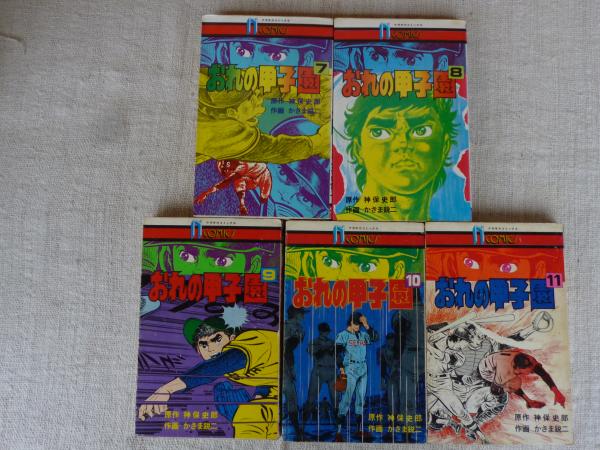 COMICS
おれの甲子園 7
原作 神保史郎
作画 かざま鋭二
COMICS
おれの甲子園 8
原作 神保史郎
作画 かざま鋭二
COMICS
おれの甲子園 9
原作 神保史郎
作画 かざま鋭二
COMICS
おれの甲子園 10
原作 神保史郎
作画 かざま鋭二
COMICS
おれの甲子園 11
原作 神保史郎
作画 かざま鋭二